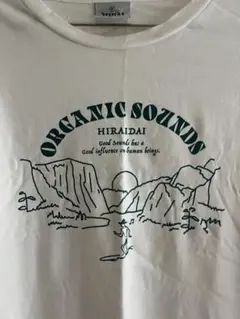 ORGANIC SOUNDS
HIRAIDAI
Good Sounds has a
Good influence on human beings.